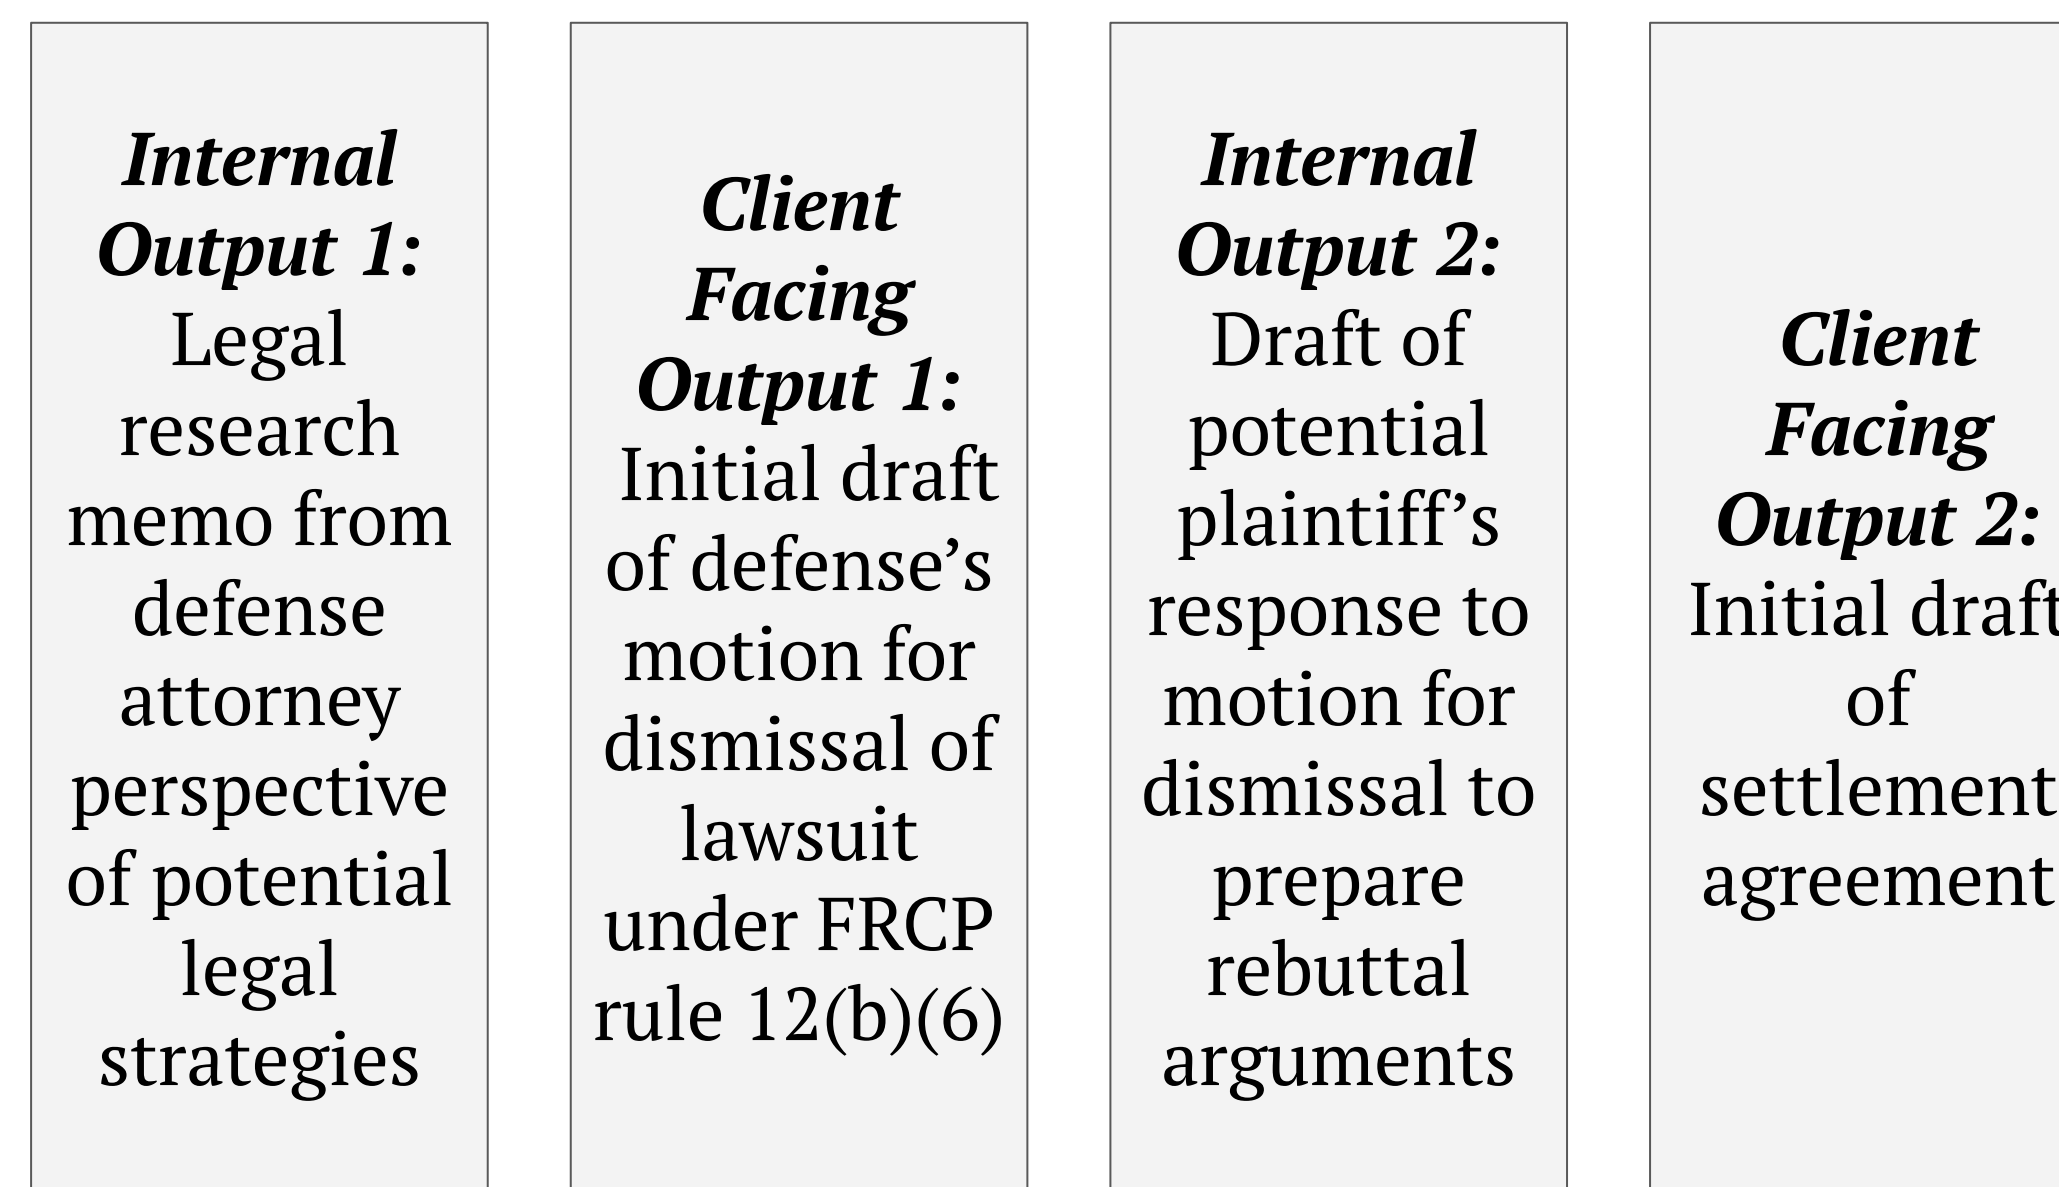 Internal
Output 1:
Legal
research
memo from
defense
attorney
perspective
of potential
legal
strategies
Client
Facing
Output 1:
Initial draft
of defense’s
motion for
dismissal of
lawsuit
under FRCP
rule 12(b)(6)
Internal
Output 2:
Draft of
potential
plaintiff’s
response to
motion for
dismissal to
prepare
rebuttal
arguments
Client
Facing
Output 2:
Initial draft
of
settlement
agreement